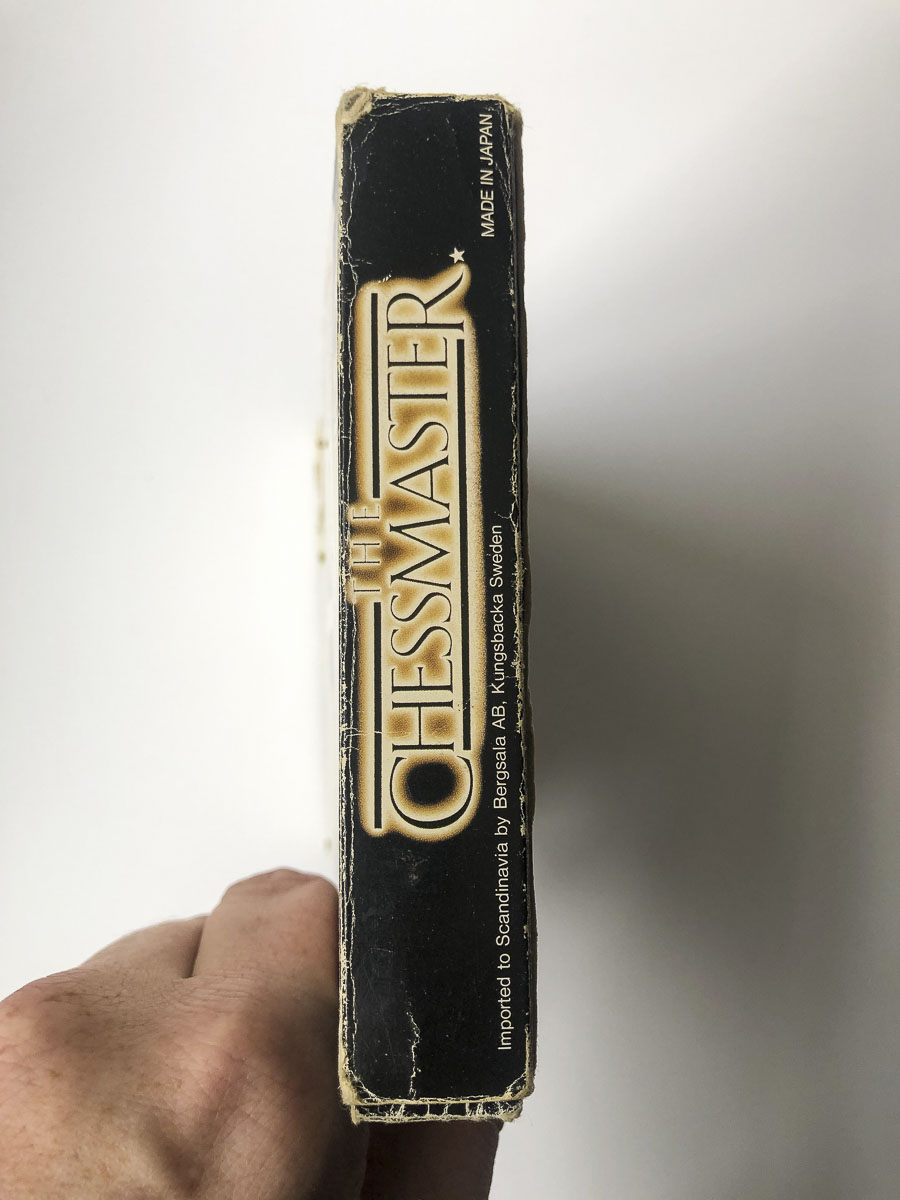 THE
CHESSMASTER
MADE IN JAPAN
Imported to Scandinavia by Bergsala AB, Kungsbacka Sweden